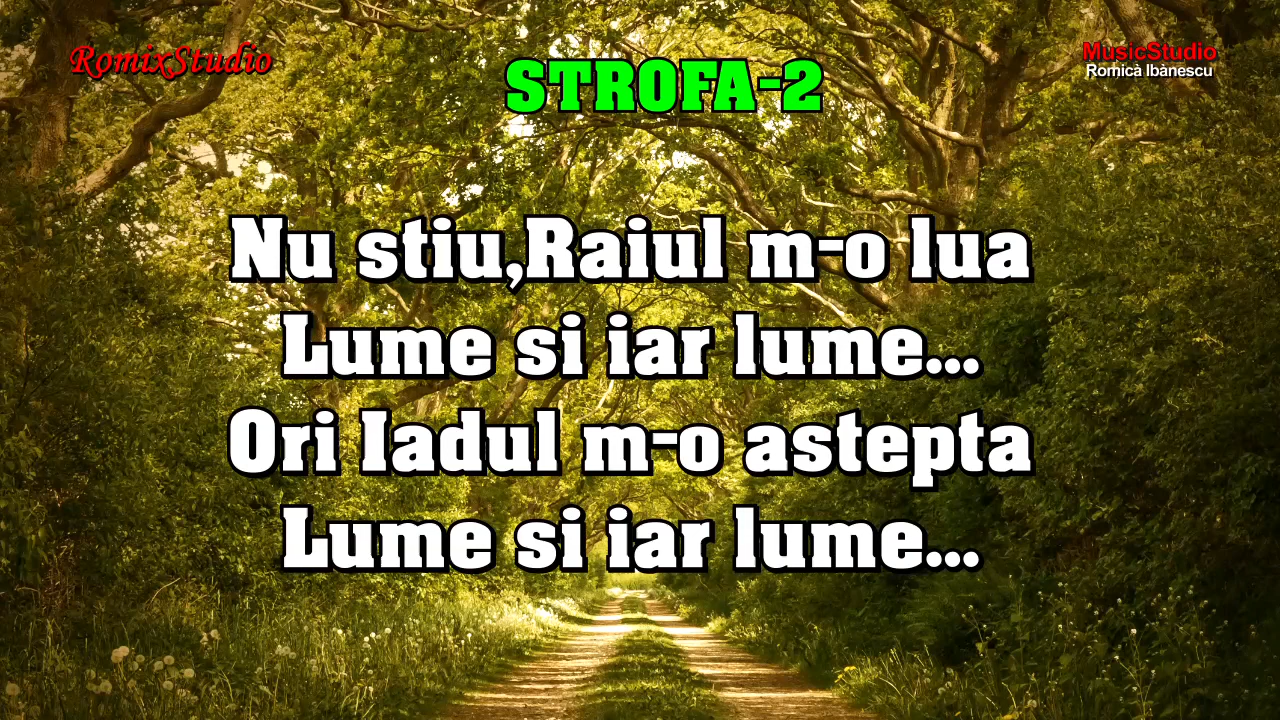 RomixStudio
MusicStudio
Romică Ibănescu
STROFA-2
Nu stiu,Raiul m-o lua
Lume si iar lume...
Ori Iadul m-o astepta
Lume si iar lume...